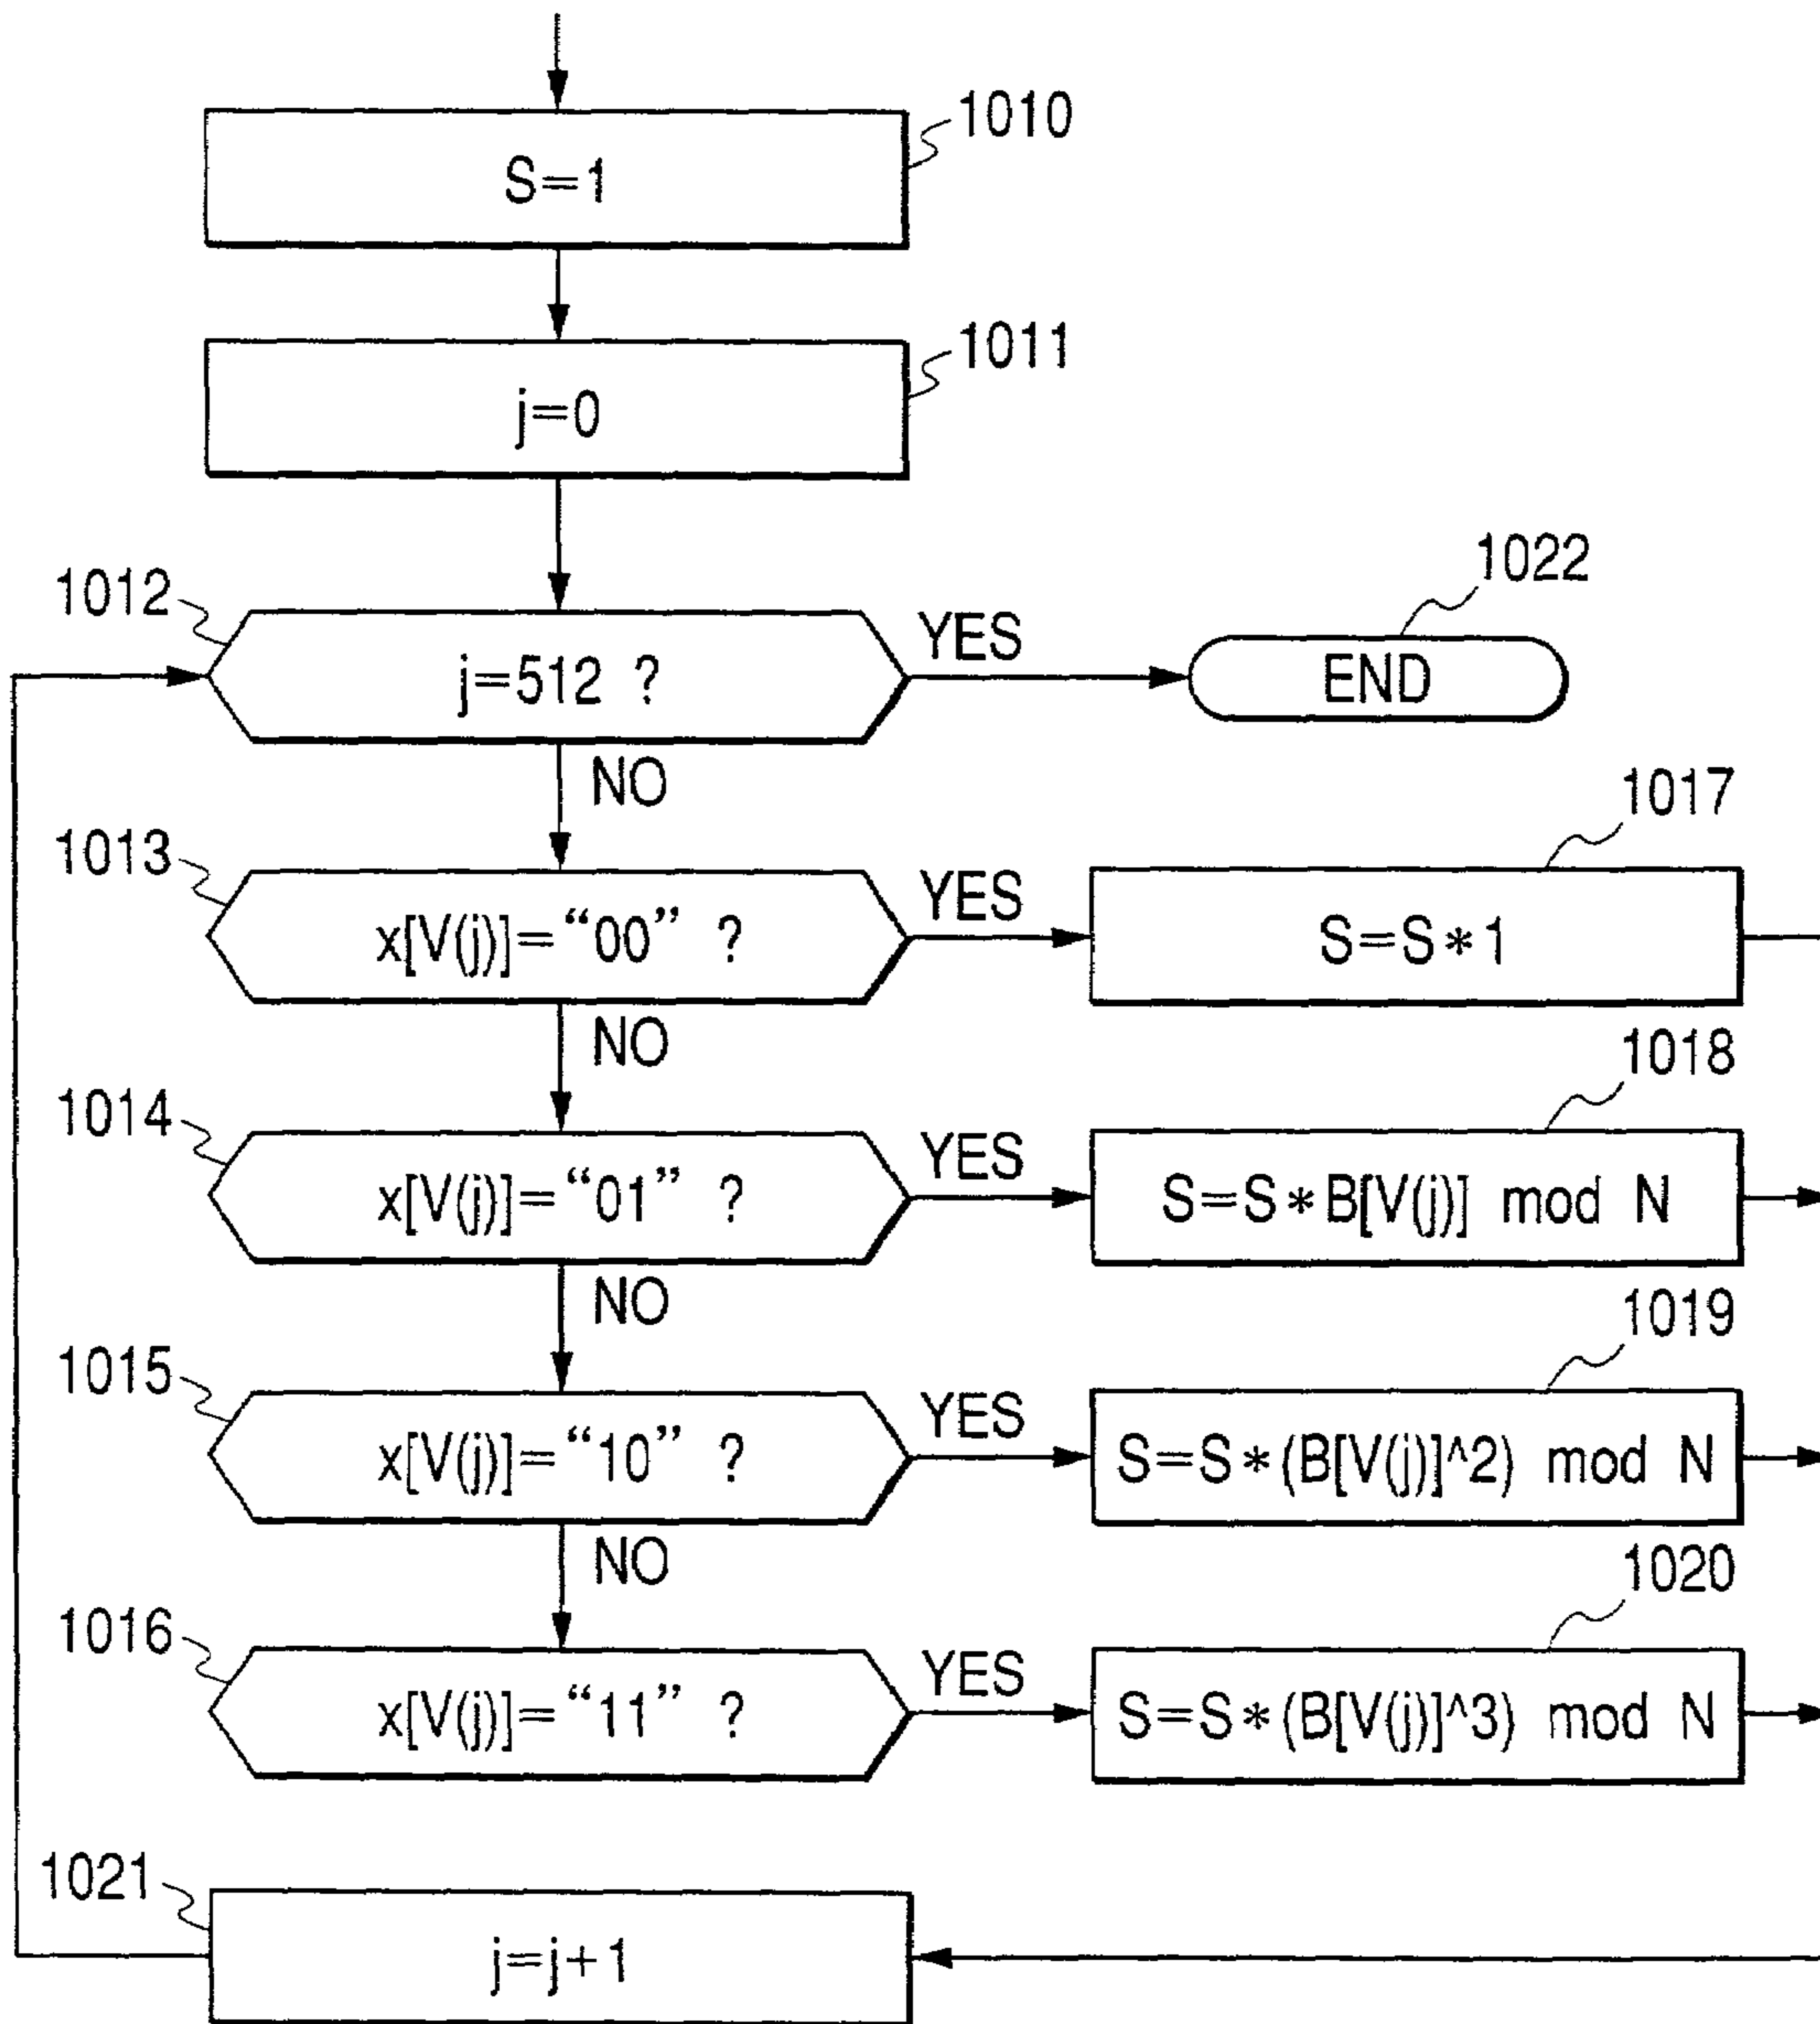 1010
S=1
1011
j=0
1022
1012
j=512 ?
YES
END
NO
1017
1013
x[V(j)]=“00” ?
YES
S=S*1
NO
1018
1014
x[V(j)]=“01” ?
YES
S=S*B[V(j)] mod N
NO
1019
1015
x[V(j)]=“10” ?
YES
S=S*(B[V(j)]^2) mod N
NO
1020
1016
x[V(j)]=“11” ?
YES
S=S*(B[V(j)]^3) mod N
1021
j=j+1